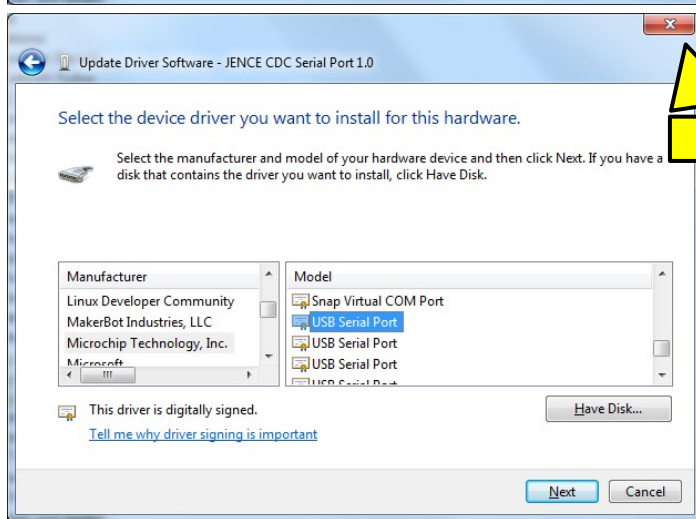 Update Driver Software - JENCE CDC Serial Port 1.0
Select the device driver you want to install for this hardware.
Select the manufacturer and model of your hardware device and then click Next. If you have a
disk that contains the driver you want to install, click Have Disk.
Manufacturer
Linux Developer Community
MakerBot Industries, LLC
Microchip Technology, Inc.
Microsoft
Model
Snap Virtual COM Port
USB Serial Port
USB Serial Port
USB Serial Port
USB Serial Port
This driver is digitally signed.
Tell me why driver signing is important
Have Disk...
Next
Cancel